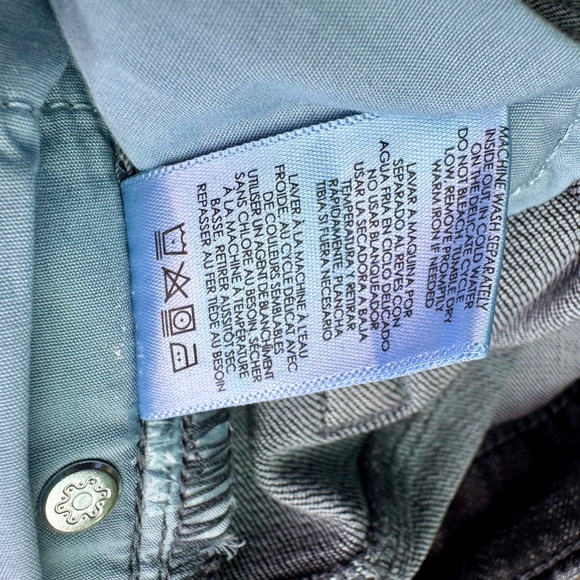 MACHINE WASH SEPARATELY
INSIDE OUT IN COLD WATER
ON THE DELICATE CYCLE
DO NOT BLEACH, TUMBLE DRY
LOW, REMOVE PROMPTLY
WARM IRON IF NEEDED
LAVAR A MAQUINA POR
SEPARADO AL REVES CON
AGUA FRIA EN CICLO DELICADO
NO USAR BLANQUEADOR
USAR LA SECADORA A BAJA
TEMPERATURA Y RETIRAR
RAPIDAMENTE, PLANCHA
TIBIA SI FUERA NECESARIO
LAVER À LA MACHINE À L'EAU
FROIDE, AU CYCLE DÉLICAT AVEC
DE COULEURS SEMBLABLES
UTILISER UN AGENT DE BLANCHIMENT
SANS CHLORE AU BESOIN, SÉCHER
À LA MACHINE, À TEMPÉRATURE
BASSE, RETIRER AUSSITÔT SEC
REPASSER AU FER TIÈDE AU BESOIN